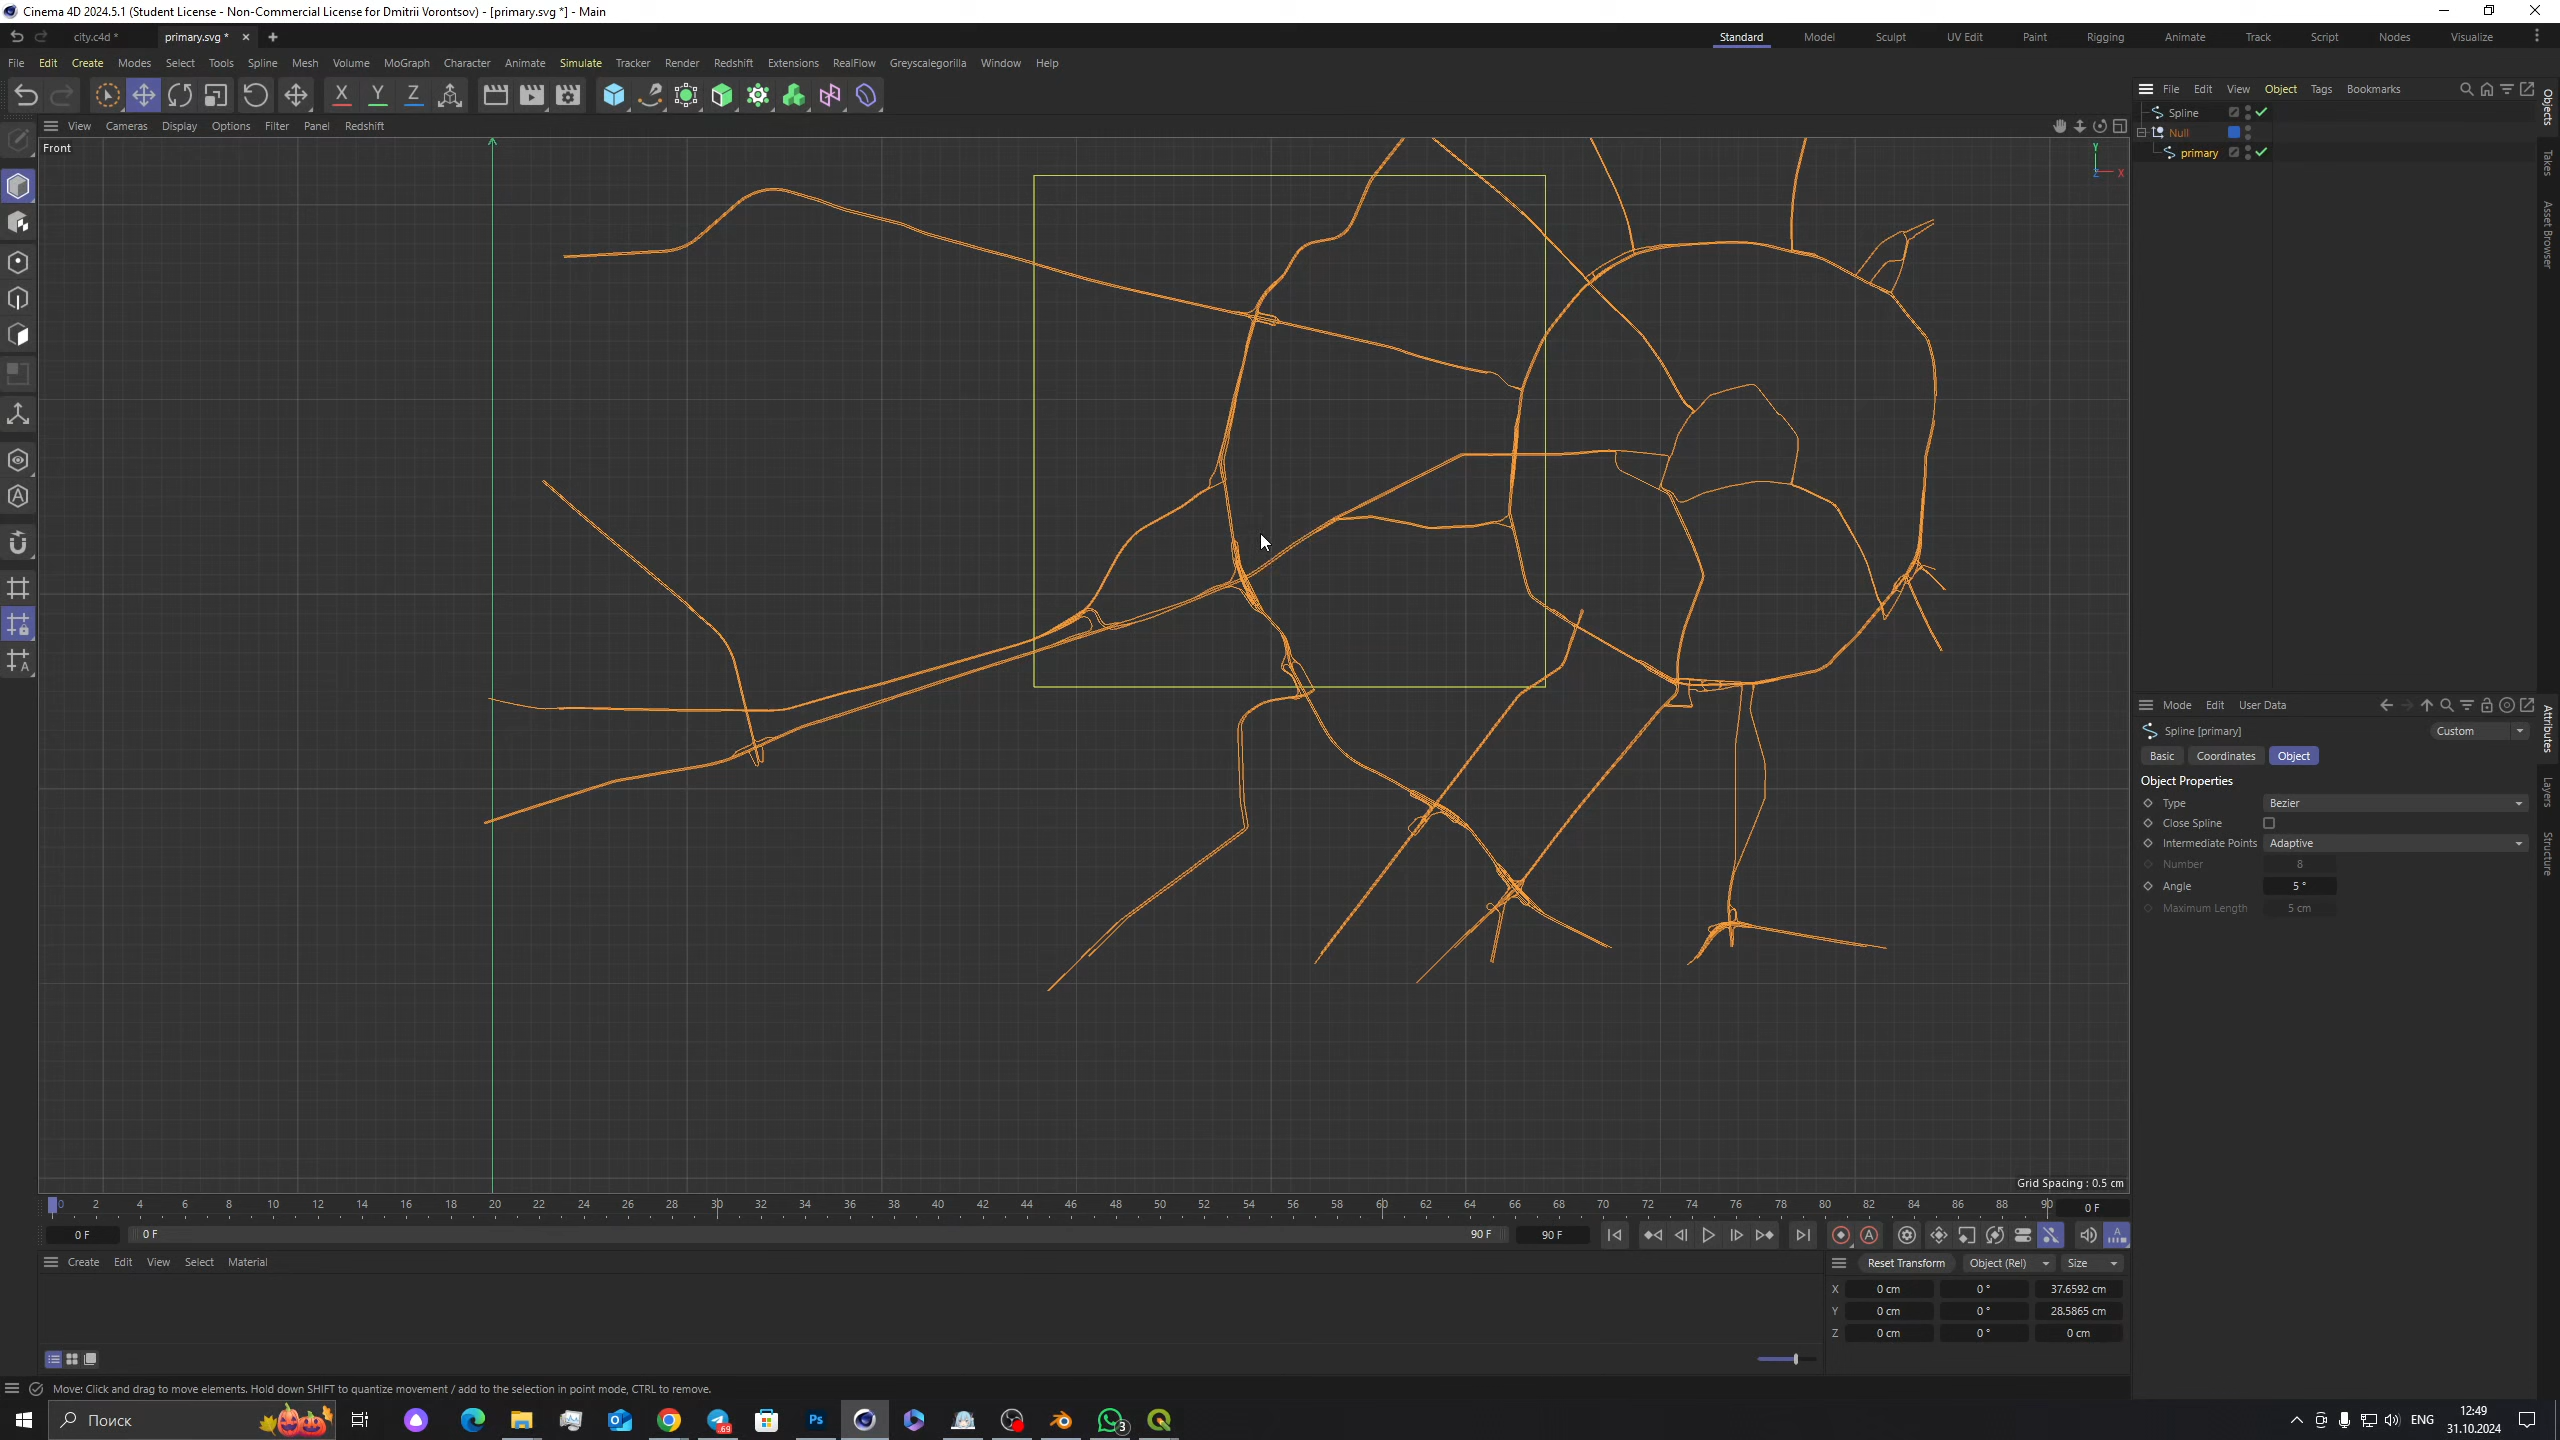 Cinema 4D 2024.5.1 (Student License - Non-Commercial License for Dmitrii Vorontsov) - [primary.svg *] - Main
city.c4d *
primary.svg *
Standard Model Sculpt UV Edit Paint Rigging Animate Track Script Nodes Visualize
File Edit Create Modes Select Tools Spline Mesh Volume MoGraph Character Animate Simulate Tracker Render Redshift Extensions RealFlow Greyscalegorilla Window Help
X Y Z
File Edit View Object Tags Bookmarks
View Cameras Display Options Filter Panel Redshift
Front
Y
Z X
Spline
Null
primary
Objects
Takes
Asset Browser
Mode Edit User Data
Spline [primary]
Custom
Basic Coordinates Object
Object Properties
Type Bezier
Close Spline
Intermediate Points Adaptive
Number 8
Angle 5 °
Maximum Length 5 cm
Attributes
Layers
Structure
Grid Spacing : 0.5 cm
0 2 4 6 8 10 12 14 16 18 20 22 24 26 28 30 32 34 36 38 40 42 44 46 48 50 52 54 56 58 60 62 64 66 68 70 72 74 76 78 80 82 84 86 88 90
0 F
0 F
0 F
90 F
90 F
Create Edit View Select Material
Reset Transform Object (Rel) Size
X 0 cm 0 ° 37.6592 cm
Y 0 cm 0 ° 28.5865 cm
Z 0 cm 0 ° 0 cm
Move: Click and drag to move elements. Hold down SHIFT to quantize movement / add to the selection in point mode, CTRL to remove.
Поиск
Ps
69
3
ENG
12:49
31.10.2024